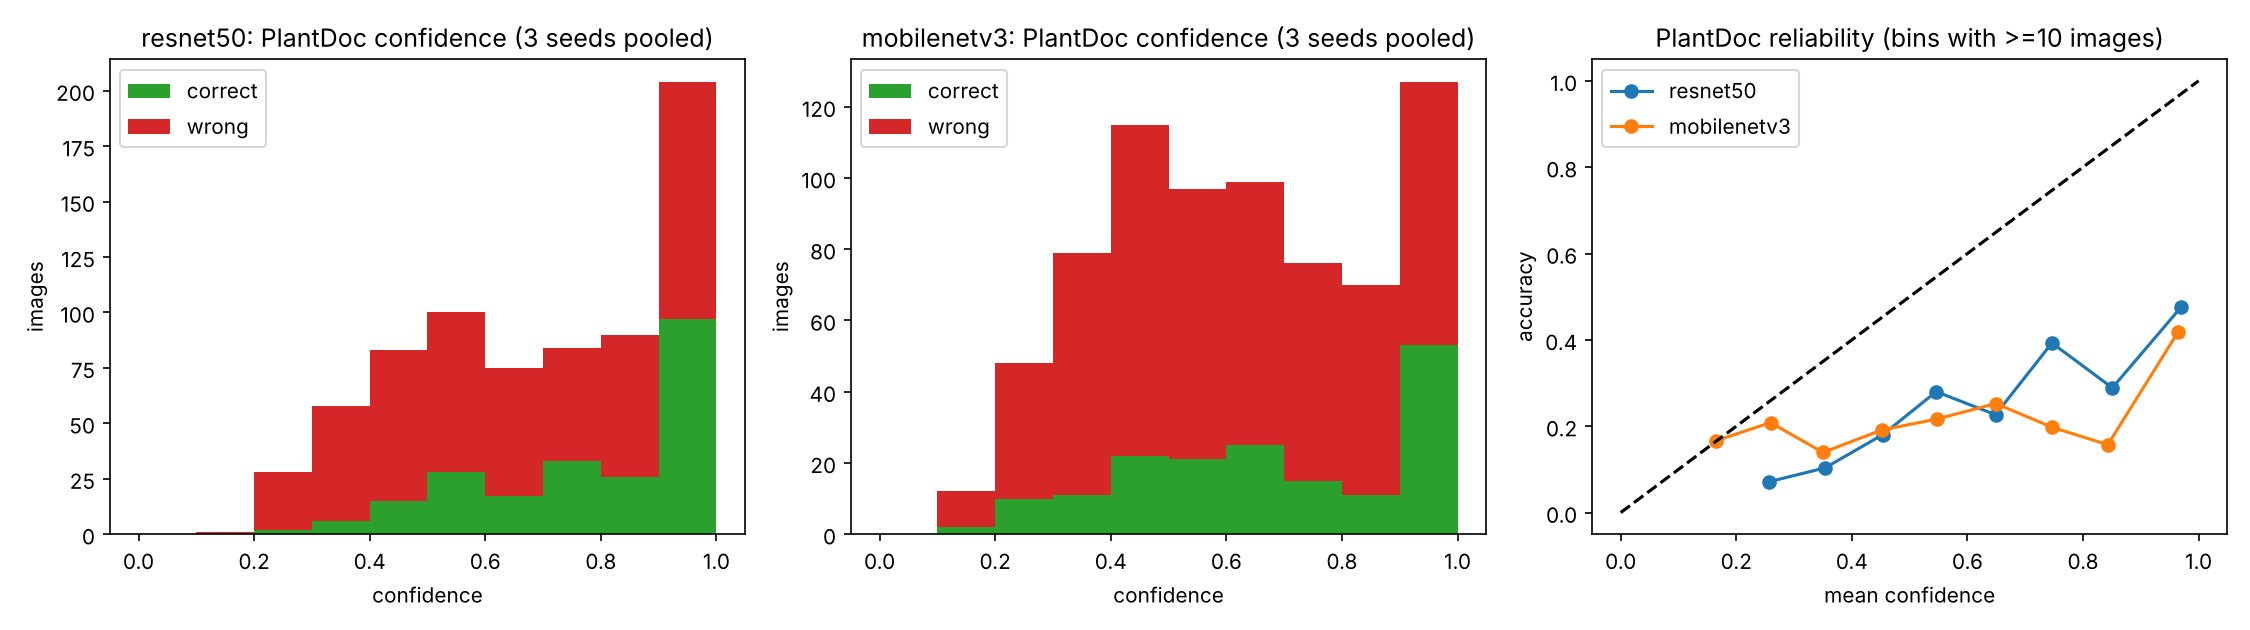 resnet50: PlantDoc confidence (3 seeds pooled)
correct
wrong
200
175
150
125
100
75
50
25
0
images
0.0 0.2 0.4 0.6 0.8 1.0
confidence
mobilenetv3: PlantDoc confidence (3 seeds pooled)
correct
wrong
120
100
80
60
40
20
0
images
0.0 0.2 0.4 0.6 0.8 1.0
confidence
PlantDoc reliability (bins with >=10 images)
resnet50
mobilenetv3
1.0
0.8
0.6
0.4
0.2
0.0
accuracy
0.0 0.2 0.4 0.6 0.8 1.0
mean confidence